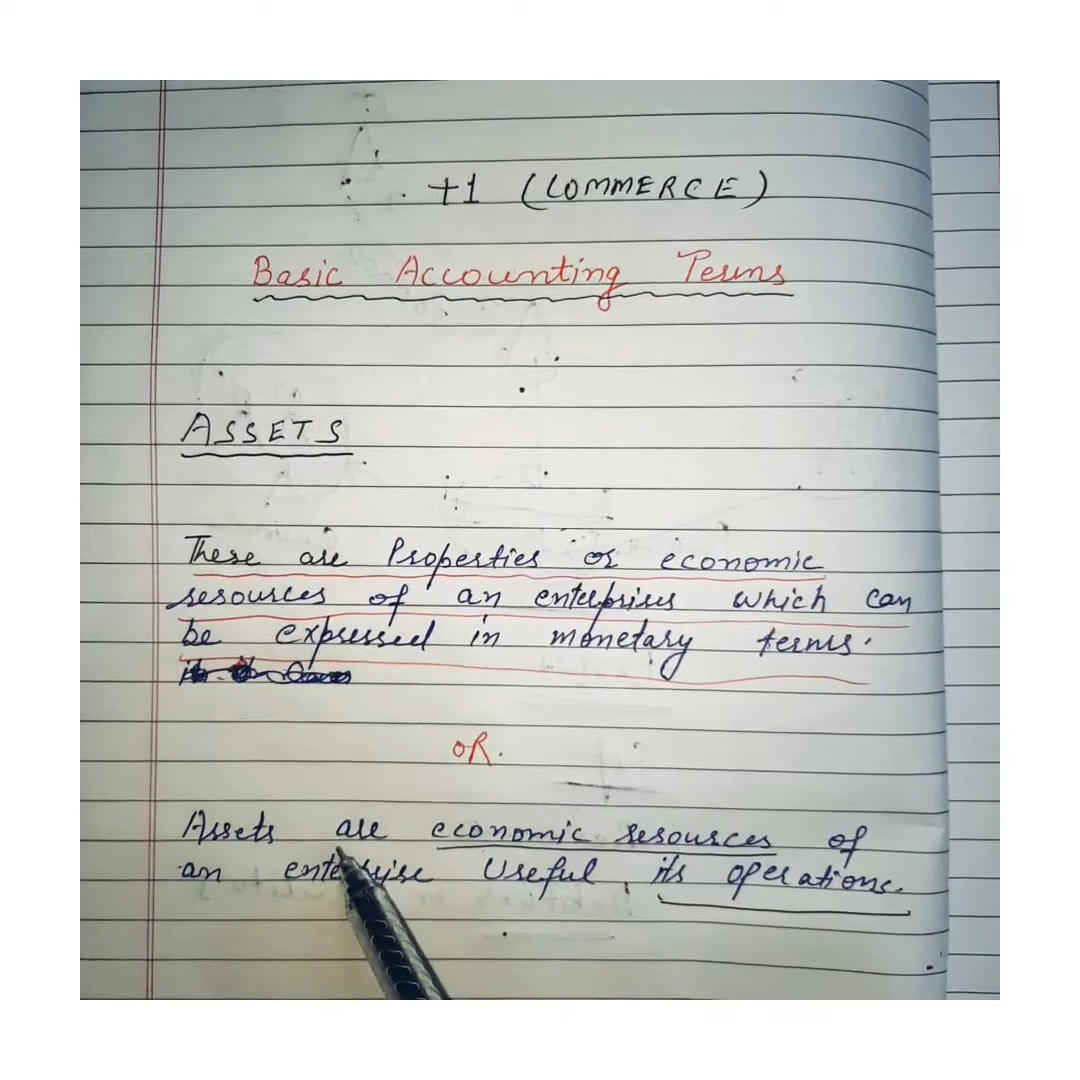 +1 (COMMERCE)
Basic Accounting Terms
ASSETS
These are Properties or economic
resources of an enterprises which can
be expressed in monetary terms.
OR.
Assets are economic resources of
an enterprise Useful its operations.